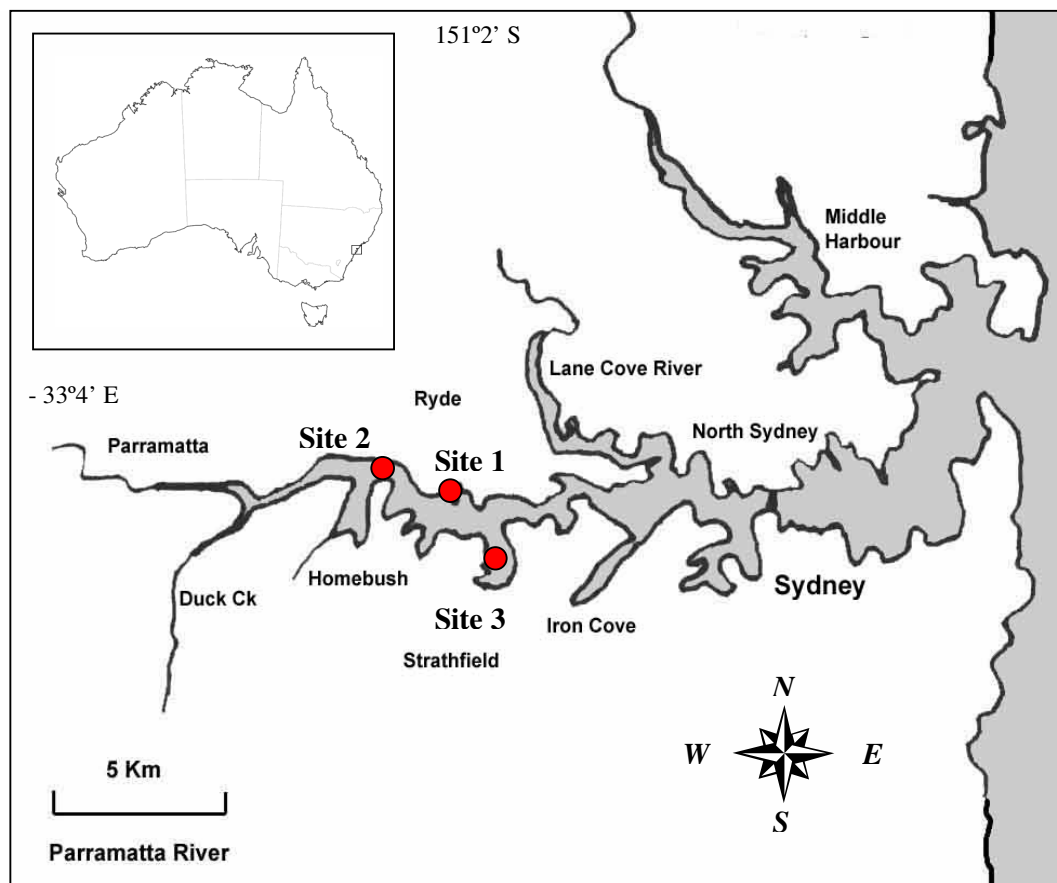 151º2’ S
Middle
Harbour
Lane Cove River
- 33º4’ E
Ryde
North Sydney
Parramatta
Site 2
Site 1
Homebush
Sydney
Duck Ck
Site 3
Iron Cove
Strathfield
N
W
E
S
5 Km
Parramatta River